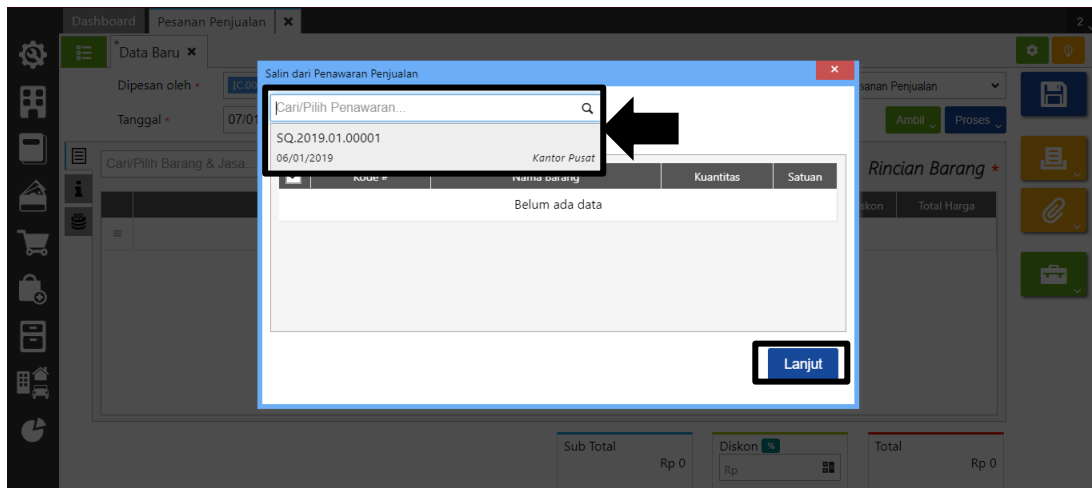 Dashboard Pesanan Penjualan ×
2
*Data Baru ×
Salin dari Penawaran Penjualan ×
Dipesan oleh * [C.00
sanan Penjualan
Cari/Pilih Penawaran...
Tanggal * 07/01
Ambil Proses
SQ.2019.01.00001
06/01/2019 Kantor Pusat
Cari/Pilih Barang & Jasa...
Rincian Barang *
Kode # Nama Barang Kuantitas Satuan
Belum ada data
skon Total Harga
Lanjut
Sub Total
Rp 0
Diskon %
Rp
Total
Rp 0